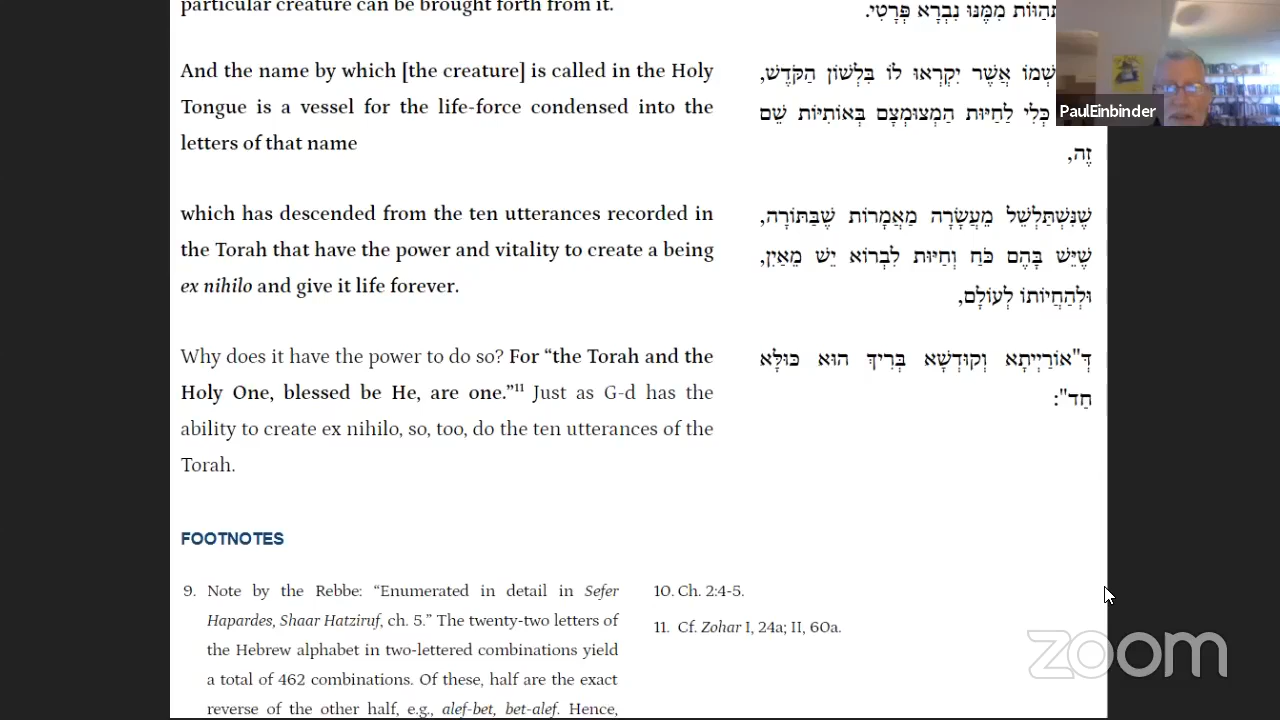 particular creature can be brought forth from it.
And the name by which [the creature] is called in the Holy
Tongue is a vessel for the life-force condensed into the
letters of that name
which has descended from the ten utterances recorded in
the Torah that have the power and vitality to create a being
ex nihilo and give it life forever.
Why does it have the power to do so? For “the Torah and the
Holy One, blessed be He, are one.”11 Just as G-d has the
ability to create ex nihilo, so, too, do the ten utterances of the
Torah.
מִמֶּנּוּ נִבְרָא פְּרָטִי.
אֲשֶׁר יִקְרְאוּ לוֹ בִּלְשׁוֹן הַקֹּדֶשׁ,
כְּלִי לַחַיּוּת הַמְצוּמְצָם בְּאוֹתִיּוֹת שֵׁם
זֶה,
שֶׁנִּשְׁתַּלְשֵׁל מֵעֲשָׂרָה מַאֲמָרוֹת שֶׁבַּתּוֹרָה,
שֶׁיֵּשׁ בָּהֶם כֹּחַ וְחַיּוּת לִבְרוֹא יֵשׁ מֵאַיִן,
וּלְהַחֲיוֹתוֹ לְעוֹלָם,
דְּ"אוֹרַיְיתָא וְקוּדְשָׁא בְּרִיךְ הוּא כּוּלָּא
חַד":
PaulEinbinder
FOOTNOTES
9. Note by the Rebbe: “Enumerated in detail in Sefer
Hapardes, Shaar Hatziruf, ch. 5.” The twenty-two letters of
the Hebrew alphabet in two-lettered combinations yield
a total of 462 combinations. Of these, half are the exact
reverse of the other half, e.g., alef-bet, bet-alef. Hence,
10. Ch. 2:4-5.
11. Cf. Zohar I, 24a; II, 60a.
zoom